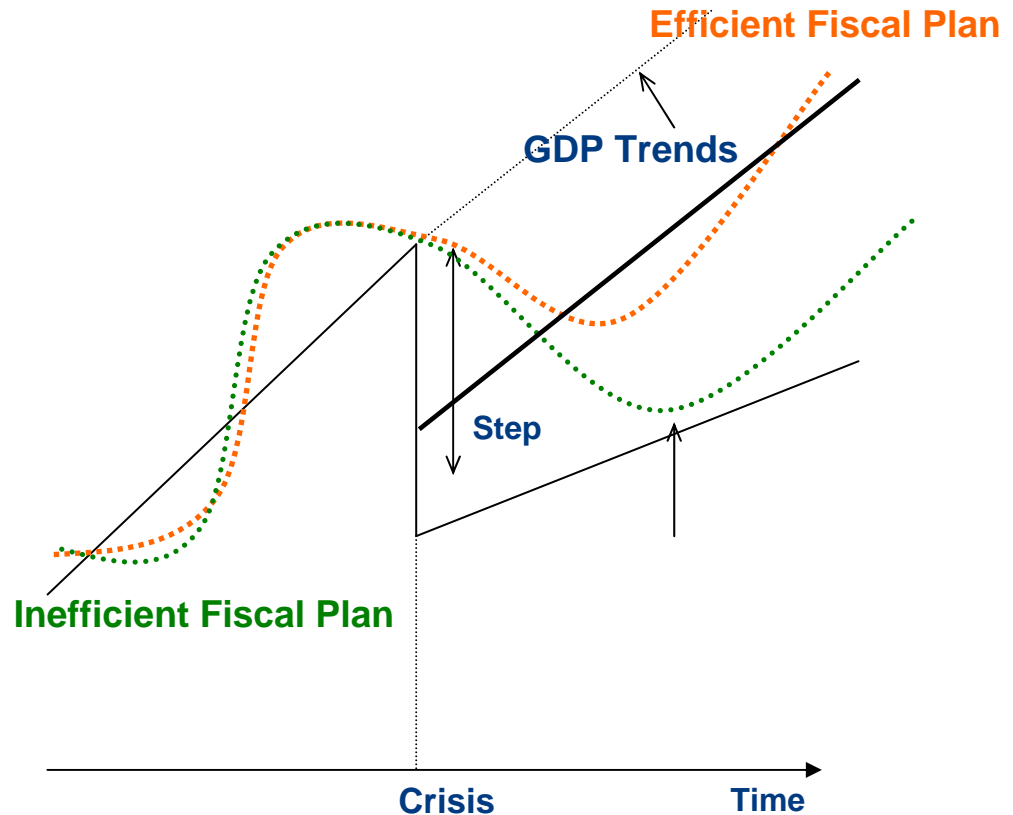 Efficient Fiscal Plan
GDP Trends
Step
Inefficient Fiscal Plan
Crisis
Time